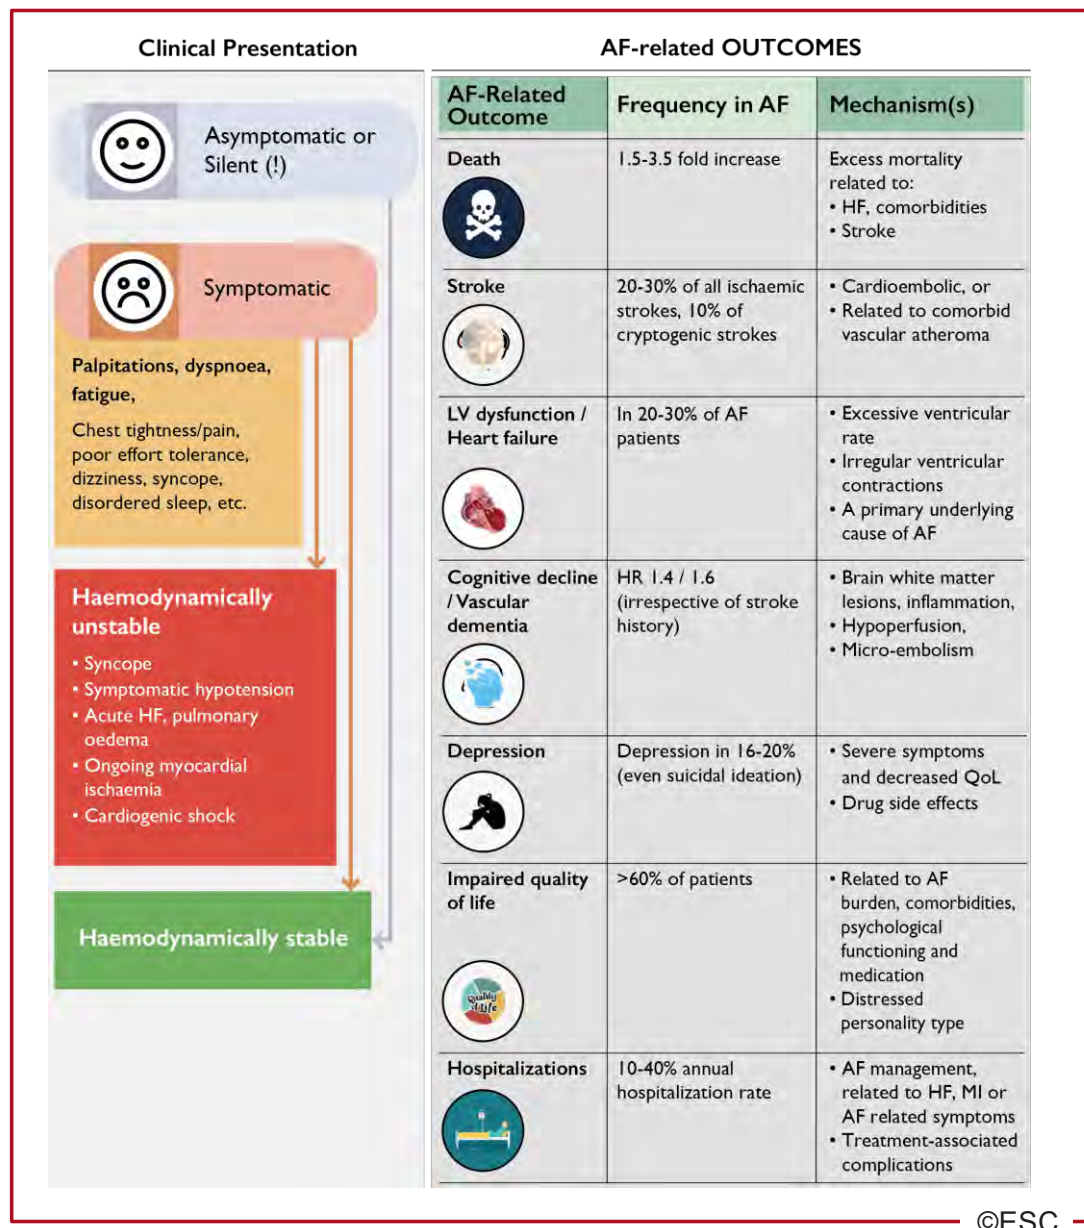 Clinical Presentation
Asymptomatic or
Silent (!)
Symptomatic
Palpitations, dyspnoea,
fatigue,
Chest tightness/pain,
poor effort tolerance,
dizziness, syncope,
disordered sleep, etc.
Haemodynamically
unstable
• Syncope
• Symptomatic hypotension
• Acute HF, pulmonary
oedema
• Ongoing myocardial
ischaemia
• Cardiogenic shock
Haemodynamically stable
AF-related OUTCOMES
AF-Related
Outcome
Frequency in AF
Mechanism(s)
Death
1.5-3.5 fold increase
Excess mortality
related to:
• HF, comorbidities
• Stroke
Stroke
20-30% of all ischaemic
strokes, 10% of
cryptogenic strokes
• Cardioembolic, or
• Related to comorbid
vascular atheroma
LV dysfunction /
Heart failure
In 20-30% of AF
patients
• Excessive ventricular
rate
• Irregular ventricular
contractions
• A primary underlying
cause of AF
Cognitive decline
/ Vascular
dementia
HR 1.4 / 1.6
(irrespective of stroke
history)
• Brain white matter
lesions, inflammation,
• Hypoperfusion,
• Micro-embolism
Depression
Depression in 16-20%
(even suicidal ideation)
• Severe symptoms
and decreased QoL
• Drug side effects
Impaired quality
of life
Quality
of Life
>60% of patients
• Related to AF
burden, comorbidities,
psychological
functioning and
medication
• Distressed
personality type
Hospitalizations
10-40% annual
hospitalization rate
• AF management,
related to HF, MI or
AF related symptoms
• Treatment-associated
complications
©ESC